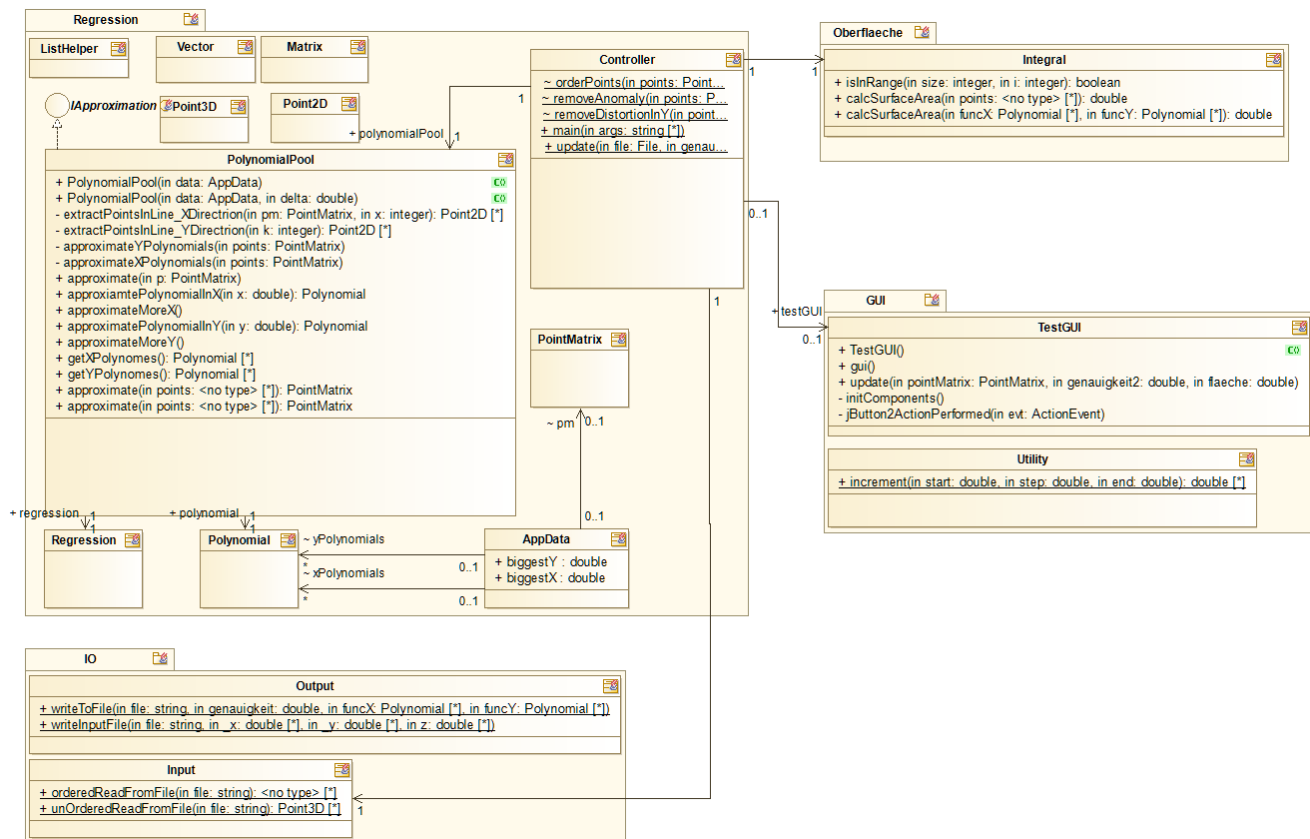 Regression
ListHelper
Vector
Matrix
IApproximation
Point3D
Point2D
+ polynomialPool
1
1
PolynomialPool
+ PolynomialPool(in data: AppData)
+ PolynomialPool(in data: AppData, in delta: double)
- extractPointsInLine_XDirectrion(in pm: PointMatrix, in x: integer): Point2D [*]
- extractPointsInLine_YDirection(in k: integer): Point2D [*]
- approximateYPolynomials(in points: PointMatrix)
- approximateXPolynomials(in points: PointMatrix)
+ approximate(in p: PointMatrix)
+ approxiamtePolynomialInX(in x: double): Polynomial
+ approximateMoreX()
+ approximatePolynomialInY(in y: double): Polynomial
+ approximateMoreY()
+ getXPolynomes(): Polynomial [*]
+ getYPolynomes(): Polynomial [*]
+ approximate(in points: <no type> [*]): PointMatrix
+ approximate(in points: <no type> [*]): PointMatrix
+ regression
1
1
+ polynomial
1
1
Regression
Polynomial
~ yPolynomials
*
0..1
~ xPolynomials
*
0..1
AppData
+ biggestY : double
+ biggestX : double
0..1
~ pm
0..1
PointMatrix
Controller
~ orderPoints(in points: Point...
~ removeAnomaly(in points: P...
~ removeDistortionInY(in point...
+ main(in args: string [*])
+ update(in file: File, in genau...
1
1
0..1
+ testGUI
0..1
1
Oberflaeche
Integral
+ isInRange(in size: integer, in i: integer): boolean
+ calcSurfaceArea(in points: <no type> [*]): double
+ calcSurfaceArea(in funcX: Polynomial [*], in funcY: Polynomial [*]): double
GUI
TestGUI
+ TestGUI()
+ gui()
+ update(in pointMatrix: PointMatrix, in genauigkeit2: double, in flaeche: double)
- initComponents()
- jButton2ActionPerformed(in evt: ActionEvent)
Utility
+ increment(in start: double, in step: double, in end: double): double [*]
IO
Output
+ writeToFile(in file: string, in genauigkeit: double, in funcX: Polynomial [*], in funcY: Polynomial [*])
+ writeInputFile(in file: string, in _x: double [*], in _y: double [*], in z: double [*])
Input
+ orderedReadFromFile(in file: string): <no type> [*]
+ unOrderedReadFromFile(in file: string): Point3D [*]
1